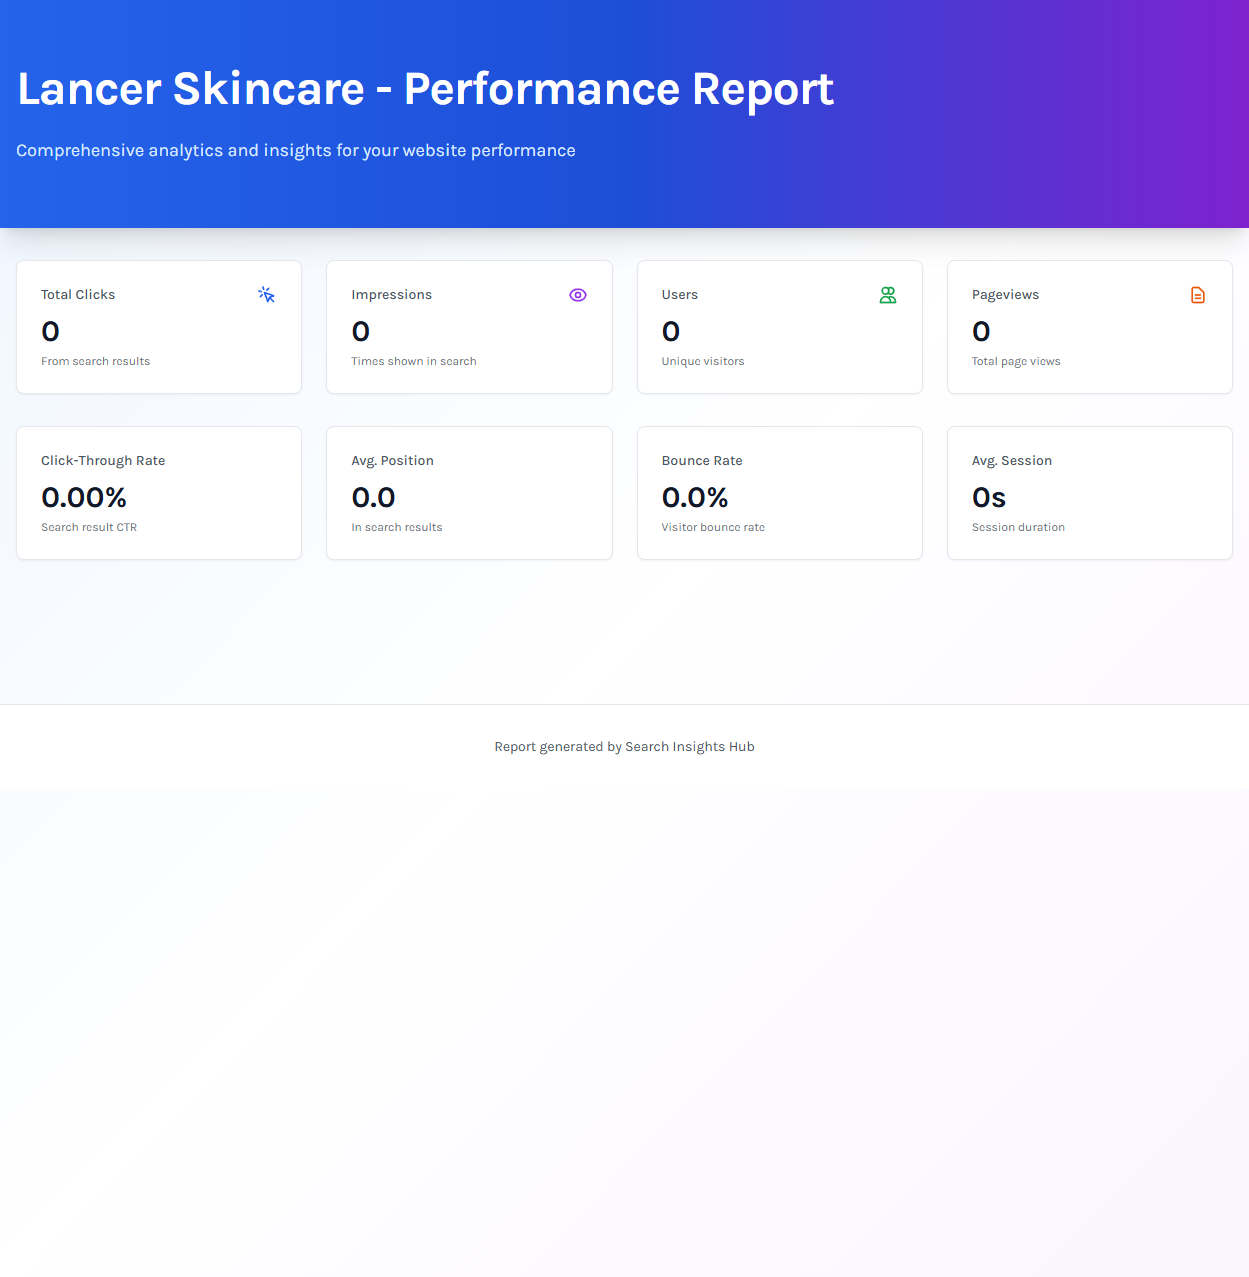 Lancer Skincare - Performance Report
Comprehensive analytics and insights for your website performance
Total Clicks
0
From search results
Impressions
0
Times shown in search
Users
0
Unique visitors
Pageviews
0
Total page views
Click-Through Rate
0.00%
Search result CTR
Avg. Position
0.0
In search results
Bounce Rate
0.0%
Visitor bounce rate
Avg. Session
0s
Session duration
Report generated by Search Insights Hub